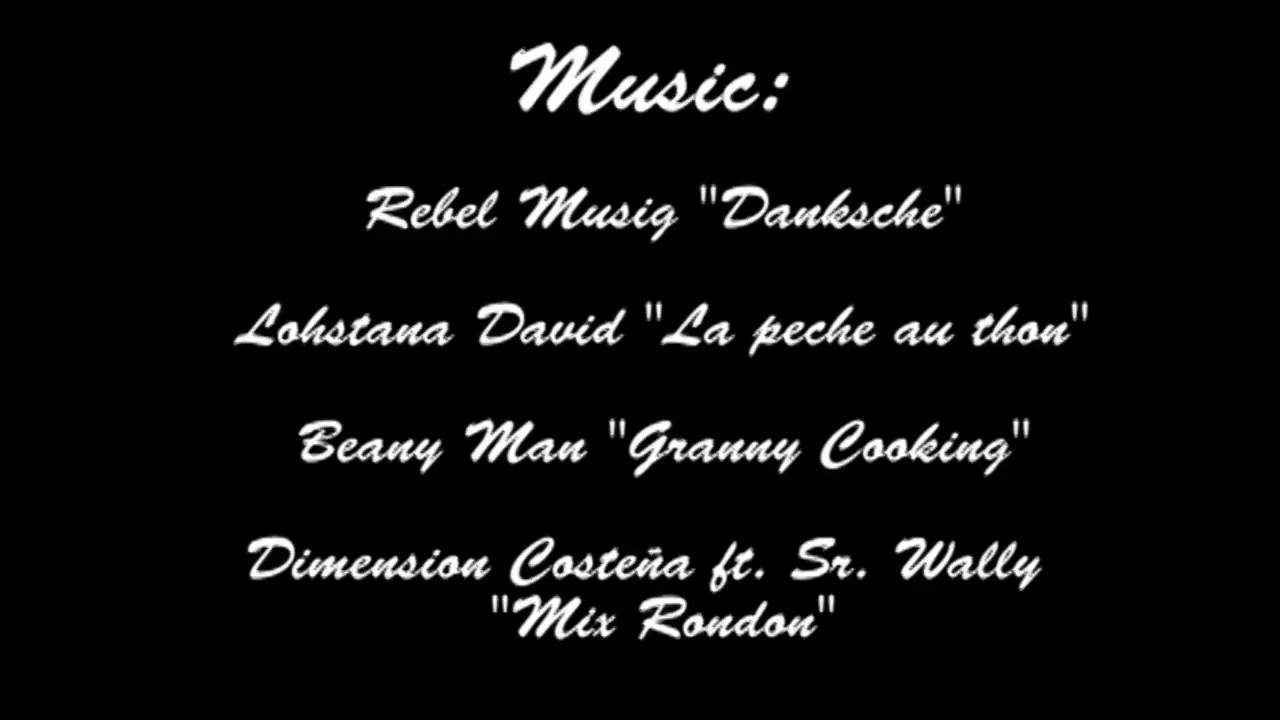 Music:
Rebel Musig "Danksche"
Lohstana David "La peche au thon"
Beany Man "Granny Cooking"
Dimension Costeña ft. Sr. Wally
"Mix Rondon"